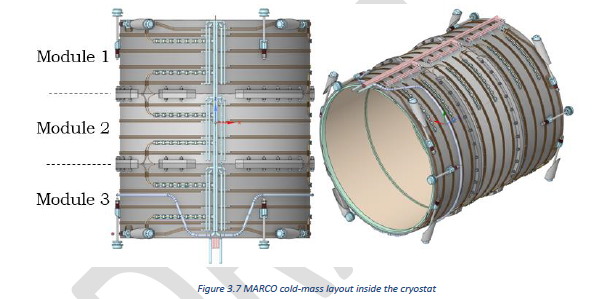 Module 1
Module 2
Module 3
Figure 3.7 MARCO cold-mass layout inside the cryostat